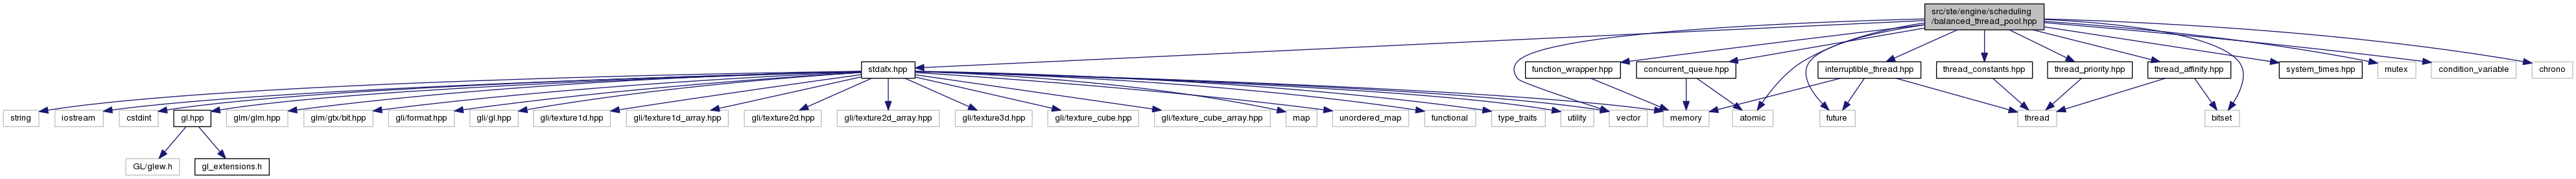 src/ste/engine/scheduling
/balanced_thread_pool.hpp
stdafx.hpp
function_wrapper.hpp
concurrent_queue.hpp
interruptible_thread.hpp
thread_constants.hpp
thread_priority.hpp
thread_affinity.hpp
system_times.hpp
mutex
condition_variable
chrono
string
iostream
cstdint
gl.hpp
glm/glm.hpp
glm/gtx/bit.hpp
gli/format.hpp
gli/gl.hpp
gli/texture1d.hpp
gli/texture1d_array.hpp
gli/texture2d.hpp
gli/texture2d_array.hpp
gli/texture3d.hpp
gli/texture_cube.hpp
gli/texture_cube_array.hpp
map
unordered_map
functional
type_traits
utility
vector
memory
atomic
future
thread
bitset
GL/glew.h
gl_extensions.h